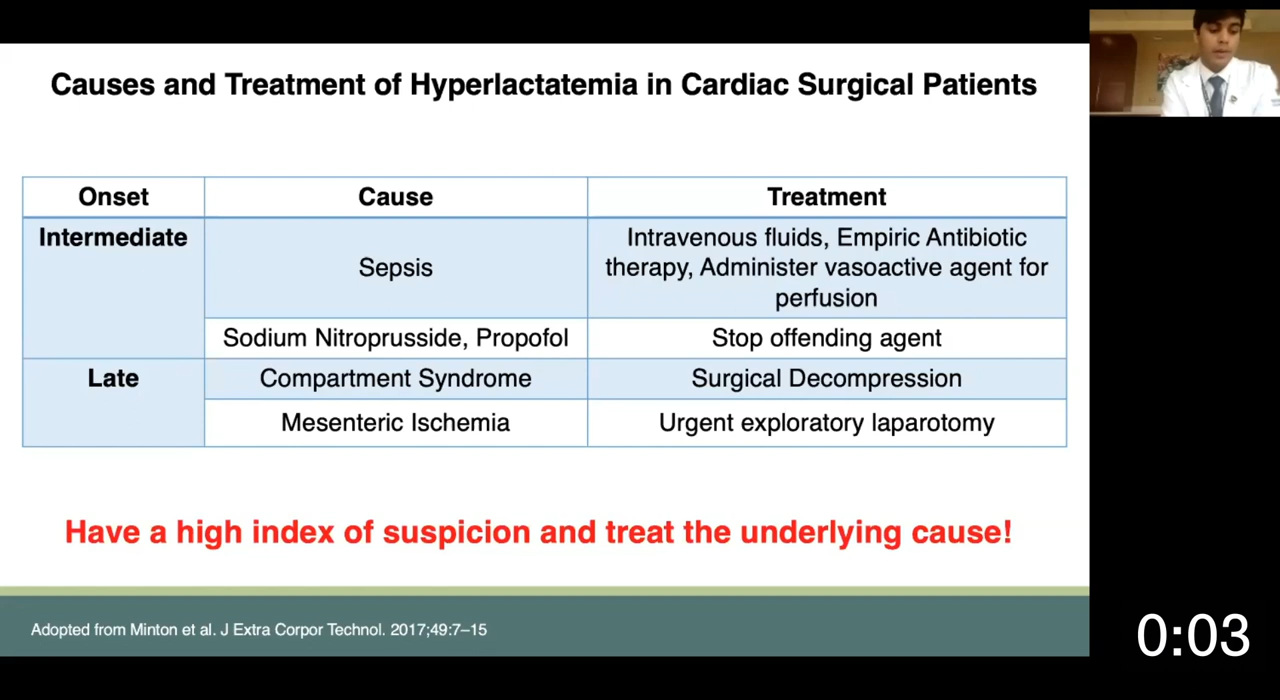 Causes and Treatment of Hyperlactatemia in Cardiac Surgical Patients
Onset
Cause
Treatment
Intermediate
Sepsis
Intravenous fluids, Empiric Antibiotic
therapy, Administer vasoactive agent for
perfusion
Sodium Nitroprusside, Propofol
Stop offending agent
Late
Compartment Syndrome
Surgical Decompression
Mesenteric Ischemia
Urgent exploratory laparotomy
Have a high index of suspicion and treat the underlying cause!
Adopted from Minton et al. J Extra Corpor Technol. 2017;49:7–15
0:03